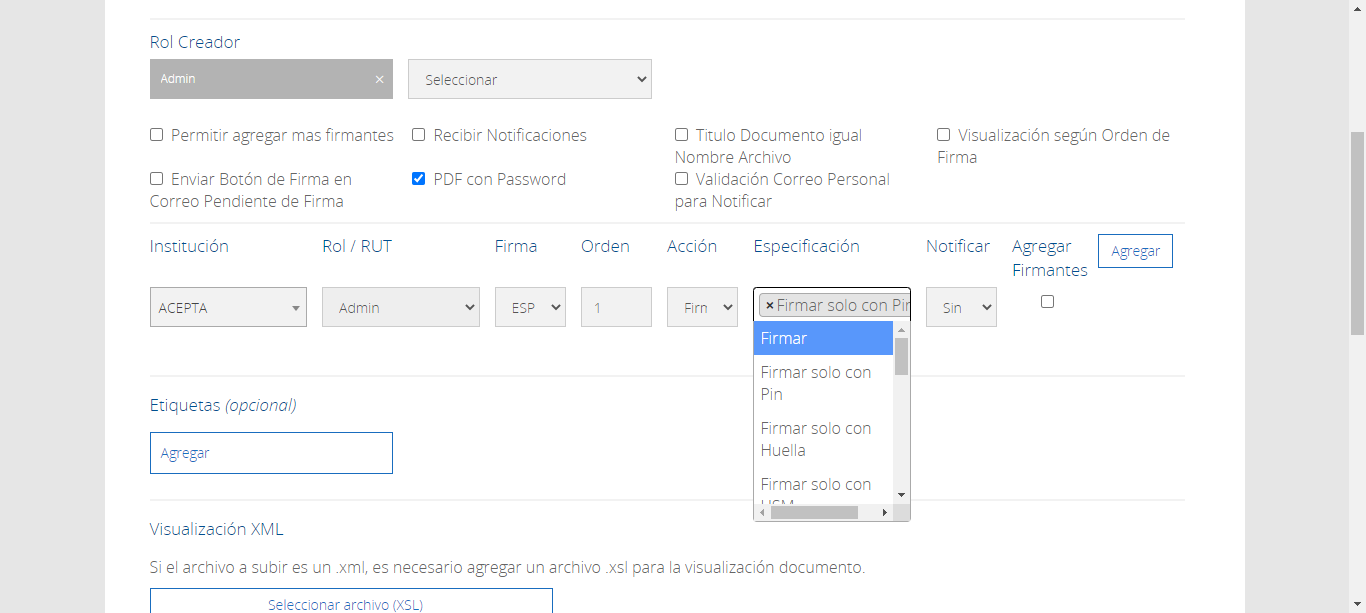 Rol Creador
Admin ×
Seleccionar
Permitir agregar mas firmantes
Recibir Notificaciones
Titulo Documento igual
Nombre Archivo
Visualización según Orden de
Firma
Enviar Botón de Firma en
Correo Pendiente de Firma
PDF con Password
Validación Correo Personal
para Notificar
Institución
Rol / RUT
Firma
Orden
Acción
Especificación
Notificar
Agregar
Firmantes
Agregar
ACEPTA
Admin
ESP
1
Firn
× Firmar solo con Pin
Sin
Firmar
Firmar solo con
Pin
Firmar solo con
Huella
Firmar solo con
HSM
Etiquetas (opcional)
Agregar
Visualización XML
Si el archivo a subir es un .xml, es necesario agregar un archivo .xsl para la visualización documento.
Seleccionar archivo (XSL)